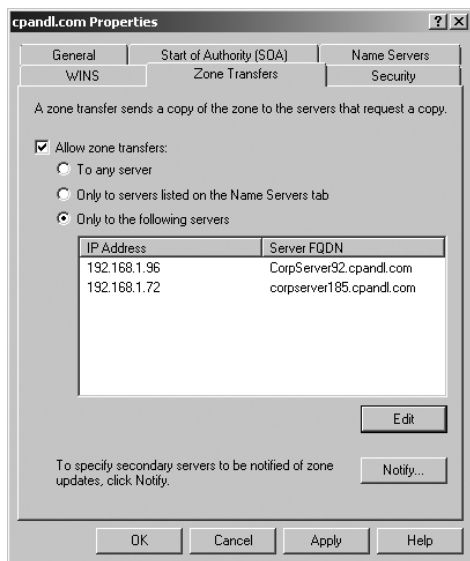 cpandl.com Properties
? x
General Start of Authority (SOA) Name Servers
WINS Zone Transfers Security
A zone transfer sends a copy of the zone to the servers that request a copy.
Allow zone transfers:
To any server
Only to servers listed on the Name Servers tab
Only to the following servers
IP Address Server FQDN
192.168.1.96 CorpServer92.cpandl.com
192.168.1.72 corpserver185.cpandl.com
Edit
To specify secondary servers to be notified of zone
updates, click Notify.
Notify...
OK Cancel Apply Help